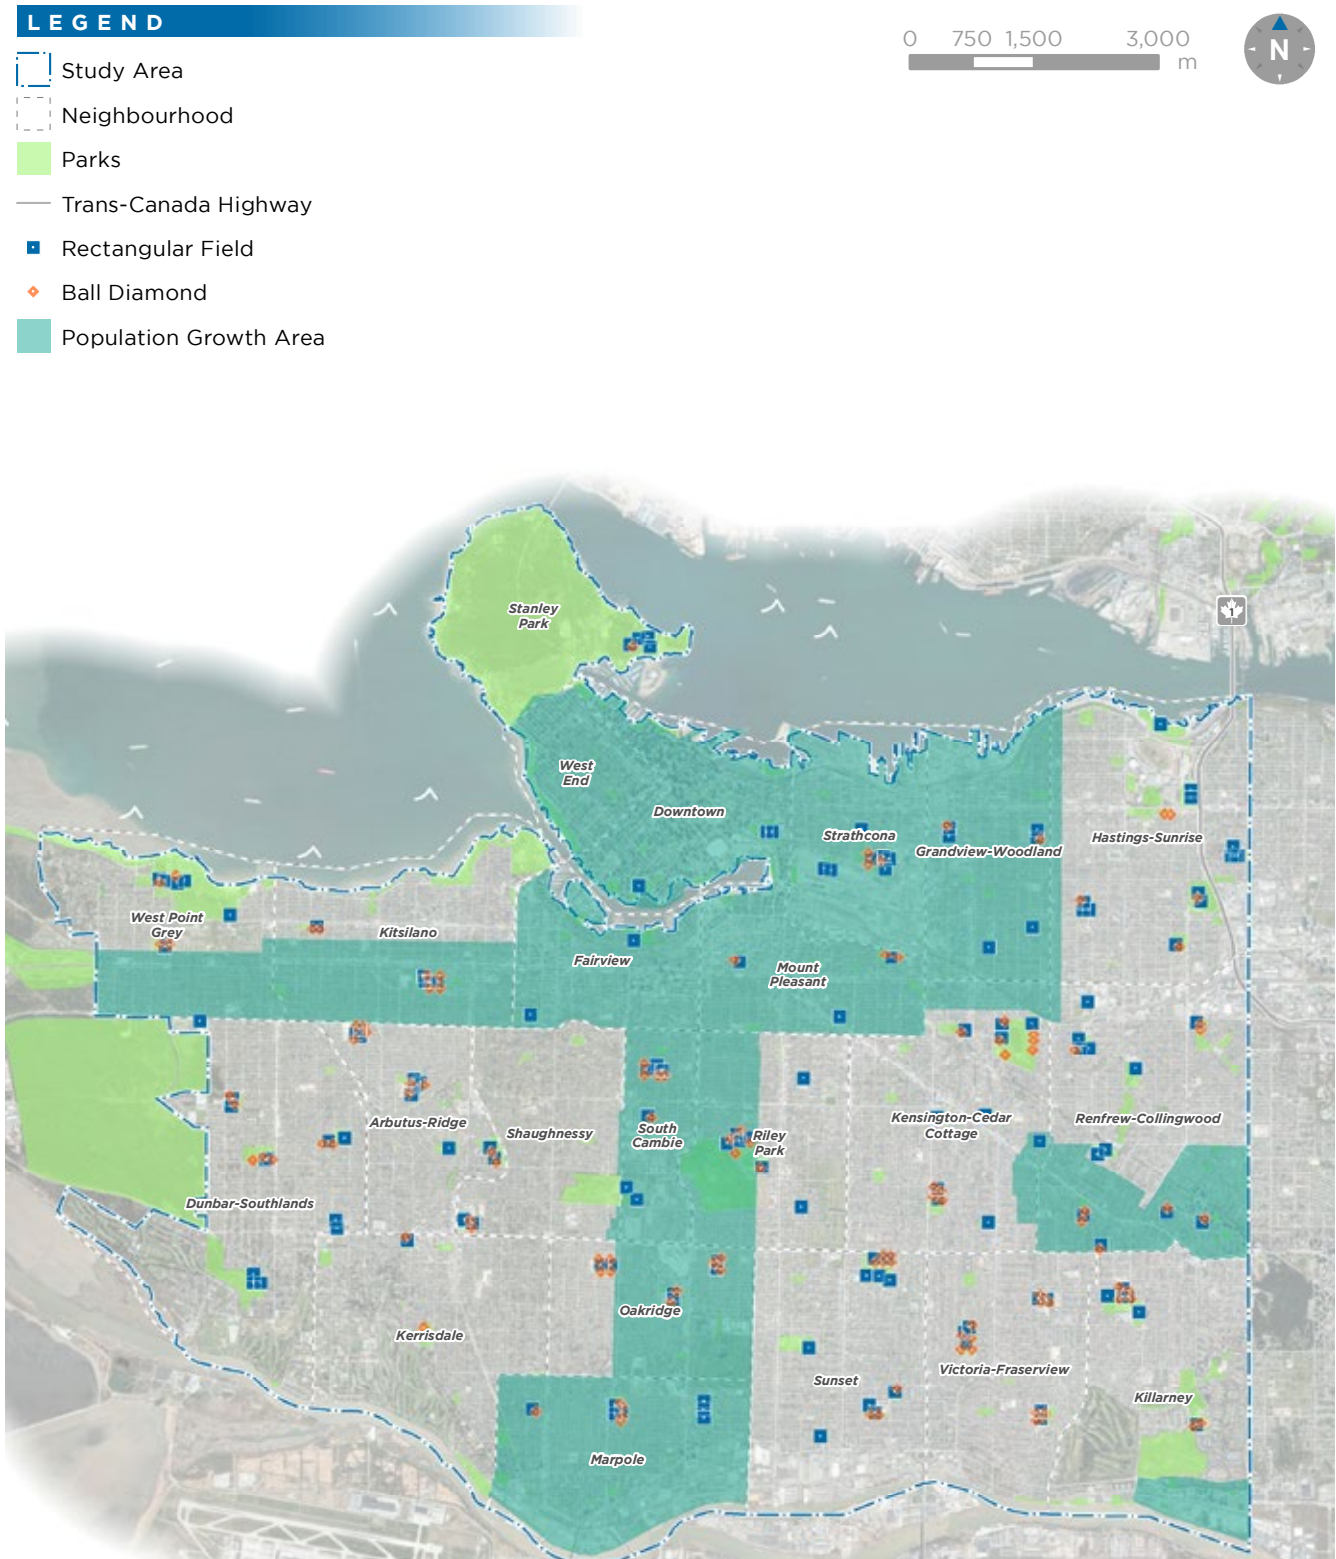 LEGEND
Study Area
Neighbourhood
Parks
Trans-Canada Highway
Rectangular Field
Ball Diamond
Population Growth Area
0 750 1,500 3,000
m
N
1
Stanley
Park
West
End
Downtown
Strathcona
Grandview-Woodland
Hastings-Sunrise
West Point
Grey
Kitsilano
Fairview
Mount
Pleasant
Arbutus-Ridge
Shaughnessy
South
Cambie
Riley
Park
Kensington-Cedar
Cottage
Renfrew-Collingwood
Dunbar-Southlands
Oakridge
Kerrisdale
Sunset
Victoria-Fraserview
Killarney
Marpole